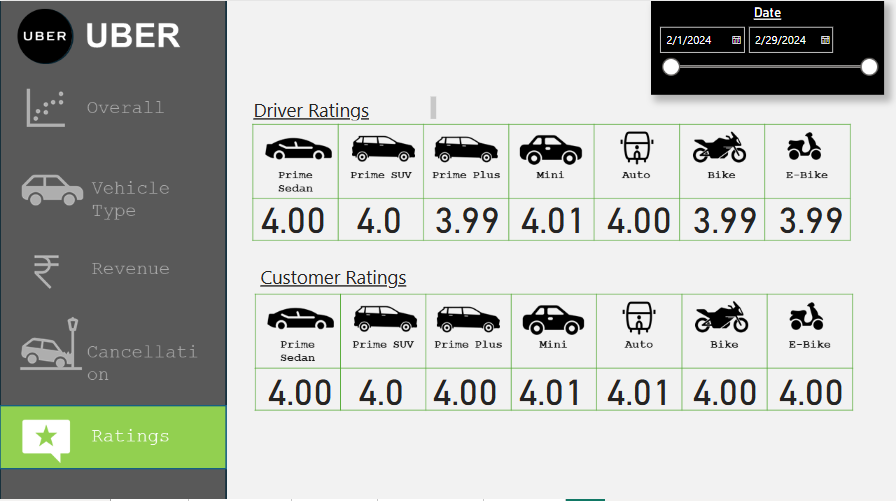 UBER
UBER
Date
2/1/2024 2/29/2024
Overall
Vehicle
Type
₹
Revenue
Cancellati
on
Ratings
Driver Ratings
Prime
Sedan
Prime SUV
Prime Plus
Mini
Auto
Bike
E-Bike
4.00 4.0 3.99 4.01 4.00 3.99 3.99
Customer Ratings
Prime
Sedan
Prime SUV
Prime Plus
Mini
Auto
Bike
E-Bike
4.00 4.0 4.00 4.01 4.01 4.00 4.00